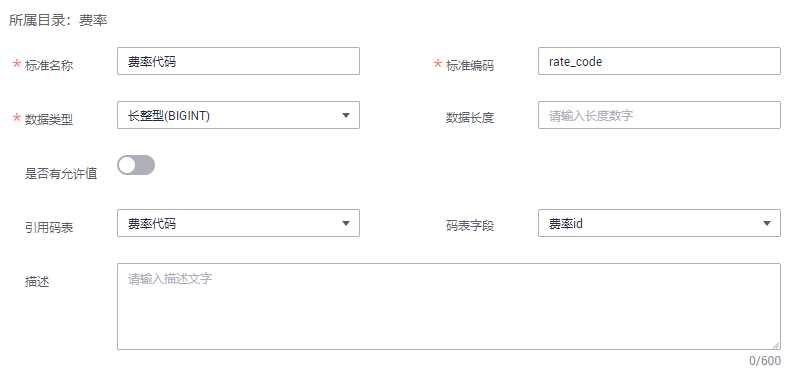 所属目录：费率
* 标准名称 费率代码 * 标准编码 rate_code
* 数据类型 长整型(BIGINT) 数据长度 请输入长度数字
是否有允许值
引用码表 费率代码 码表字段 费率id
描述 请输入描述文字
0/600